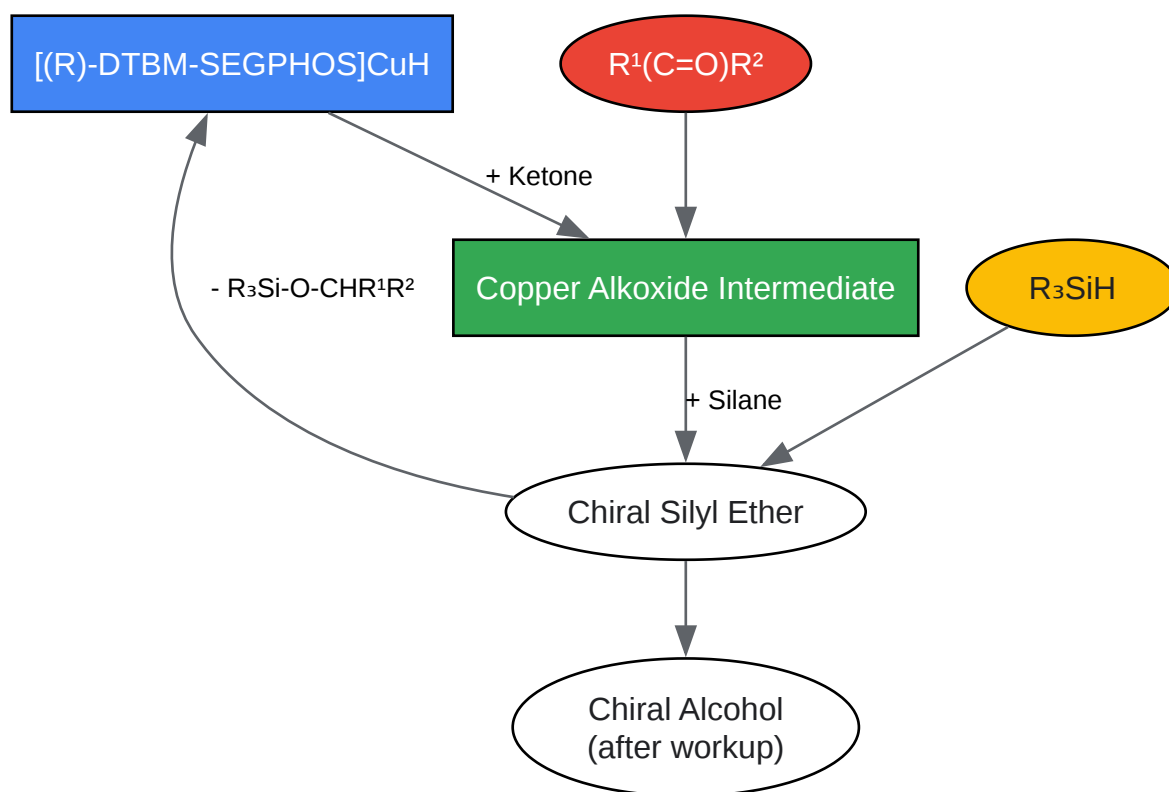 [(R)-DTBM-SEGPHOS]CuH
R¹(C=O)R²
+ Ketone
Copper Alkoxide Intermediate
R₃SiH
- R₃Si-O-CHR¹R²
+ Silane
Chiral Silyl Ether
Chiral Alcohol
(after workup)